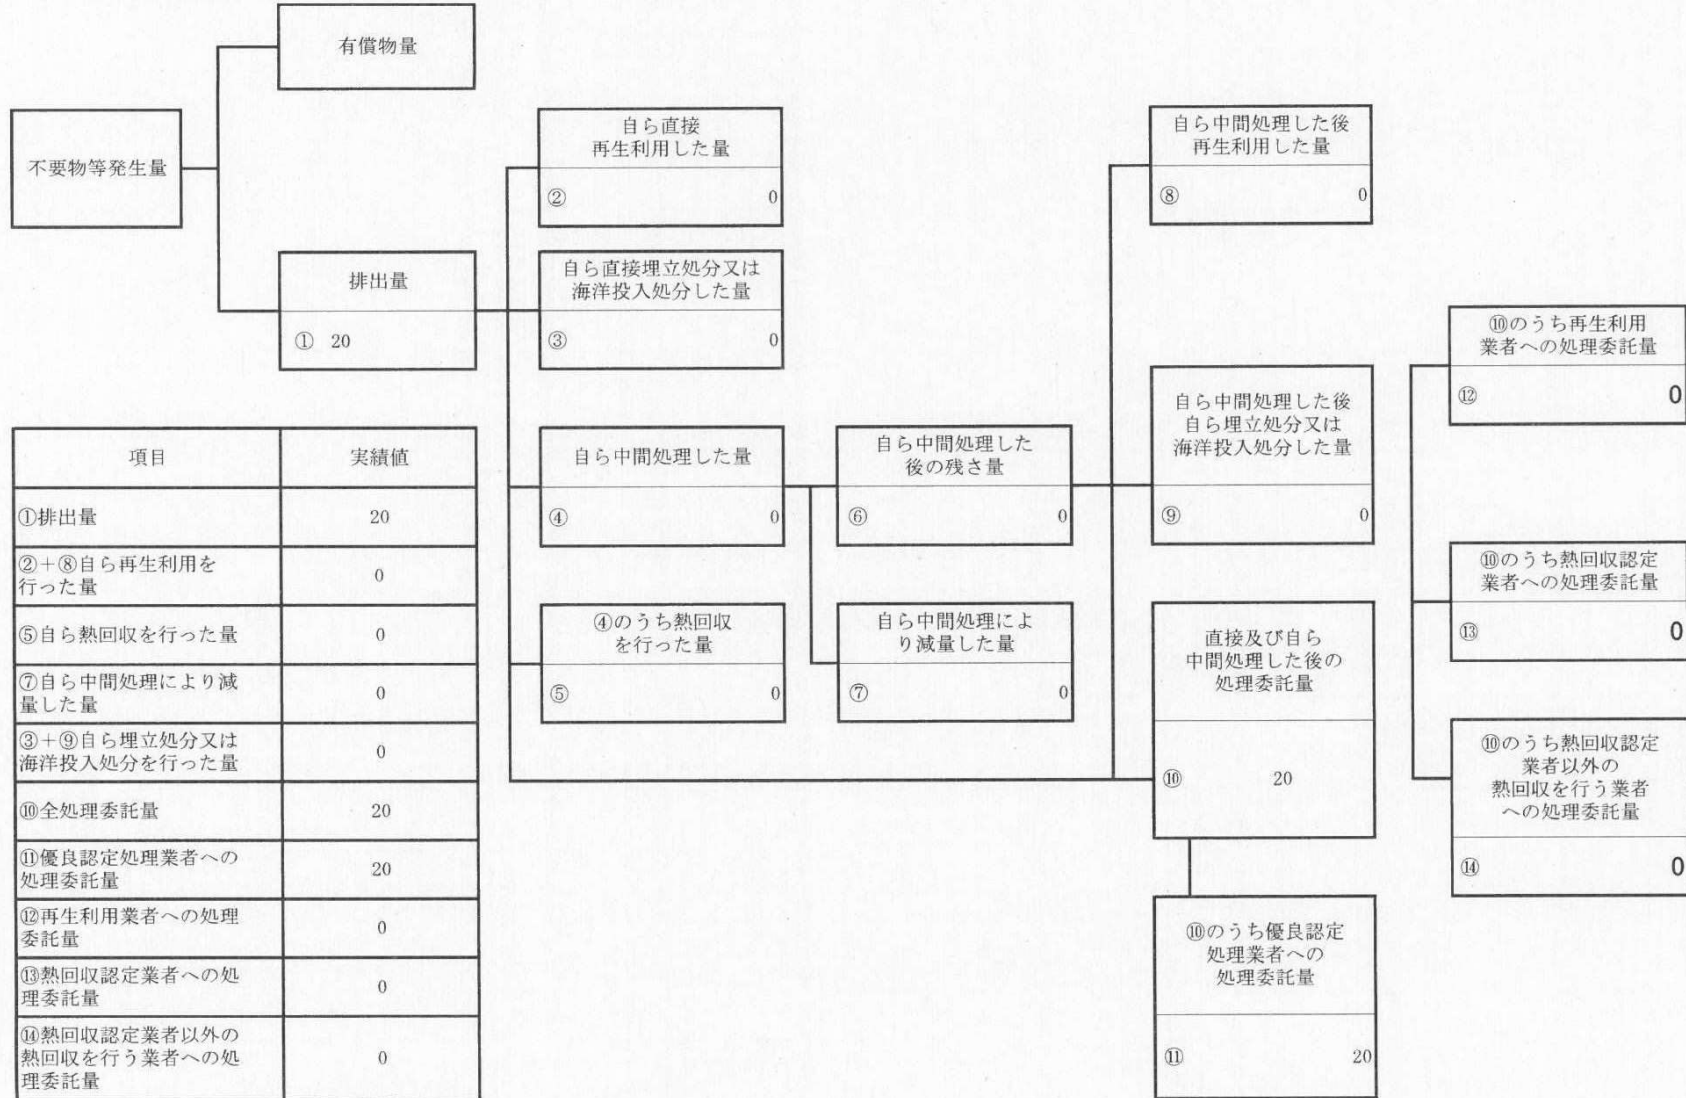 有償物量
不要物等発生量
排出量
① 20
自ら直接
再生利用した量
② 0
自ら直接埋立処分又は
海洋投入処分した量
③ 0
自ら中間処理した量
④ 0
④のうち熱回収
を行った量
⑤ 0
自ら中間処理した
後の残さ量
⑥ 0
自ら中間処理によ
り減量した量
⑦ 0
自ら中間処理した後
再生利用した量
⑧ 0
自ら中間処理した後
自ら埋立処分又は
海洋投入処分した量
⑨ 0
直接及び自ら
中間処理した後の
処理委託量
⑩ 20
⑩のうち優良認定
処理業者への
処理委託量
⑪ 20
⑩のうち再生利用
業者への処理委託量
⑫ 0
⑩のうち熱回収認定
業者への処理委託量
⑬ 0
⑩のうち熱回収認定
業者以外の
熱回収を行う業者
への処理委託量
⑭ 0
項目 実績値
①排出量 20
②+⑧自ら再生利用を
行った量 0
⑤自ら熱回収を行った量 0
⑦自ら中間処理により減
量した量 0
③+⑨自ら埋立処分又は
海洋投入処分を行った量 0
⑩全処理委託量 20
⑪優良認定処理業者への
処理委託量 20
⑫再生利用業者への処理
委託量 0
⑬熱回収認定業者への処
理委託量 0
⑭熱回収認定業者以外の
熱回収を行う業者への処
理委託量 0